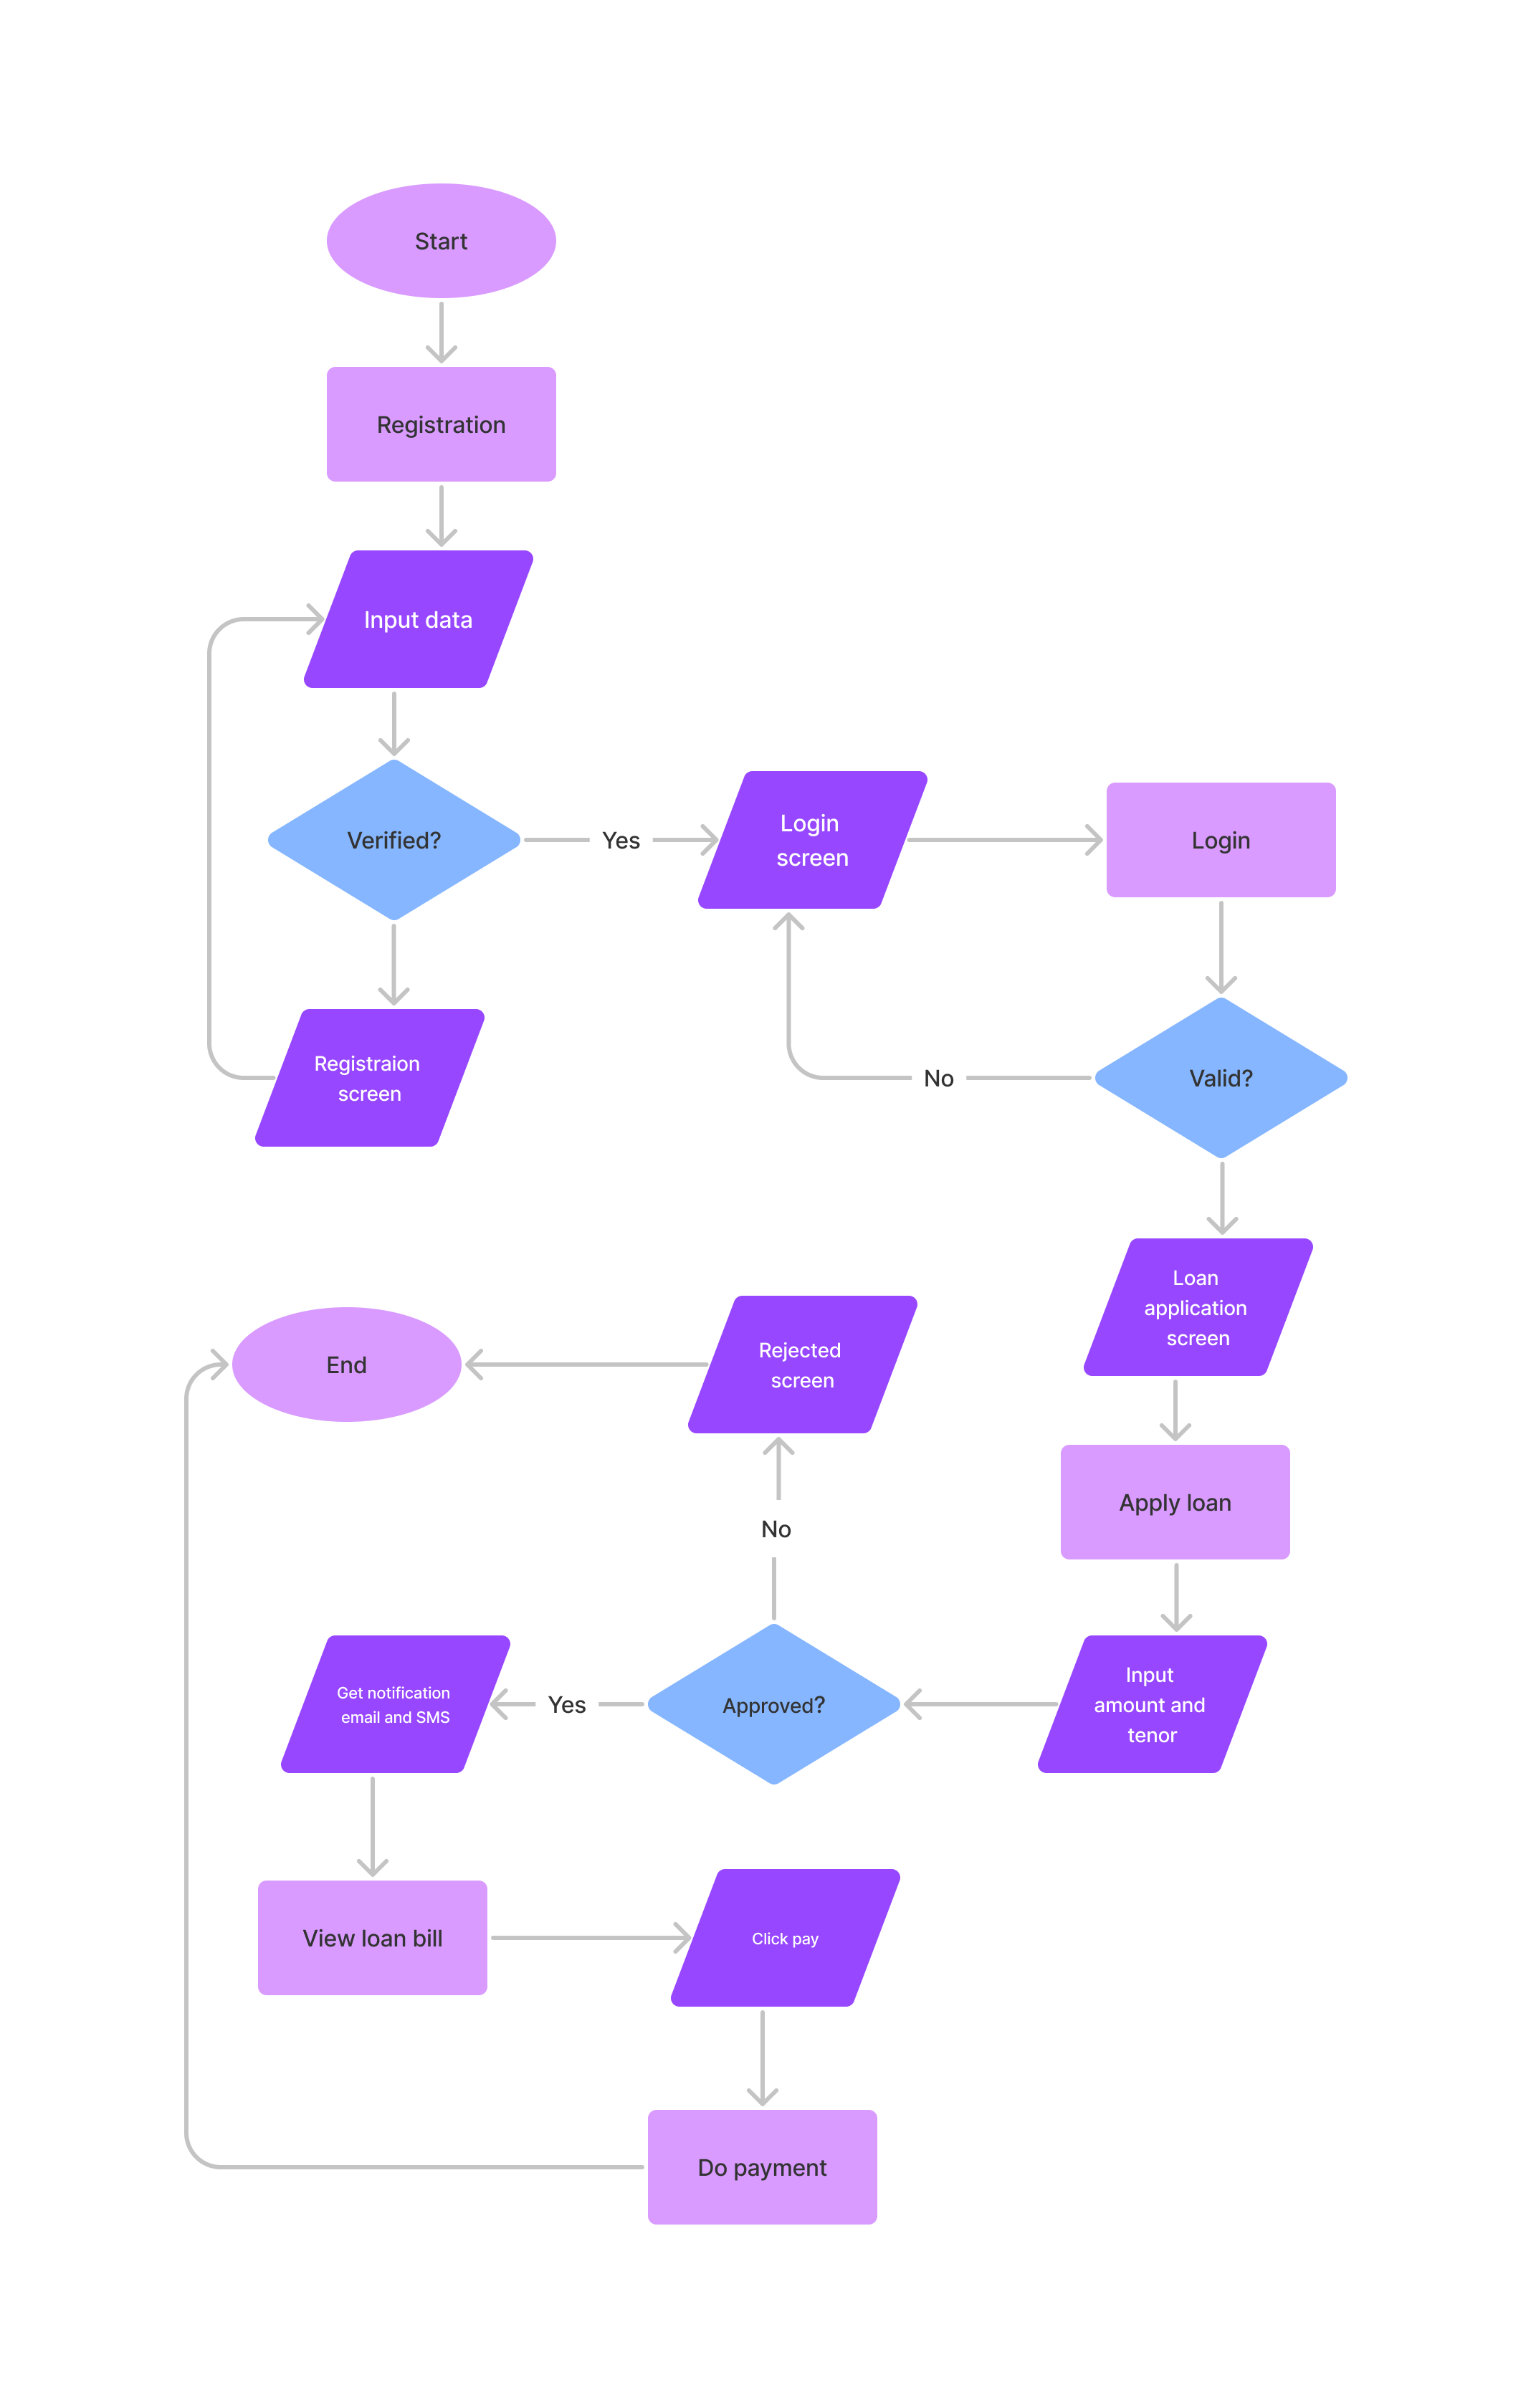 Start
Registration
Input data
Verified?
Yes
Login
screen
Login
Registraion
screen
No
Valid?
Loan
application
screen
End
Rejected
screen
Apply loan
No
Get notification
email and SMS
Yes
Approved?
Input
amount and
tenor
View loan bill
Click pay
Do payment